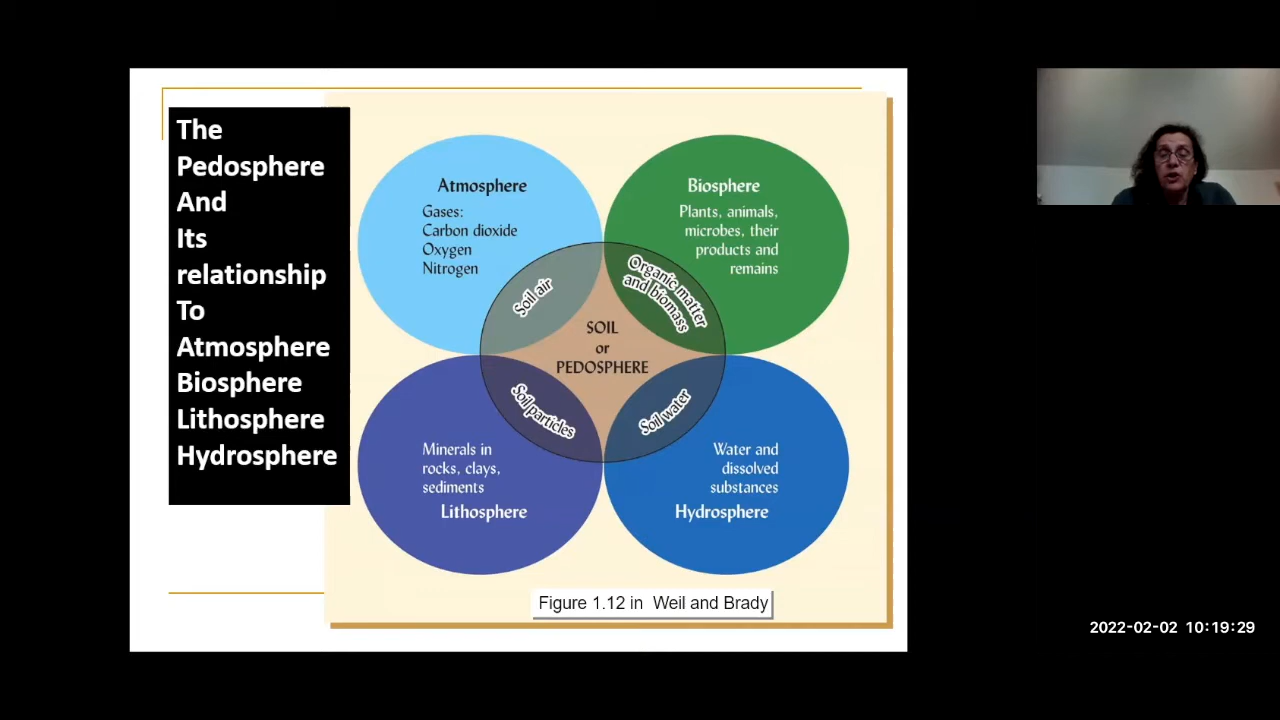 The
Pedosphere
And
Its
relationship
To
Atmosphere
Biosphere
Lithosphere
Hydrosphere
Atmosphere
Gases:
Carbon dioxide
Oxygen
Nitrogen
Biosphere
Plants, animals,
microbes, their
products and
remains
Soil air
Organic matter
and biomass
SOIL
or
PEDOSPHERE
Soil particles
Soil water
Minerals in
rocks, clays,
sediments
Lithosphere
Water and
dissolved
substances
Hydrosphere
Figure 1.12 in Weil and Brady
2022-02-02 10:19:29